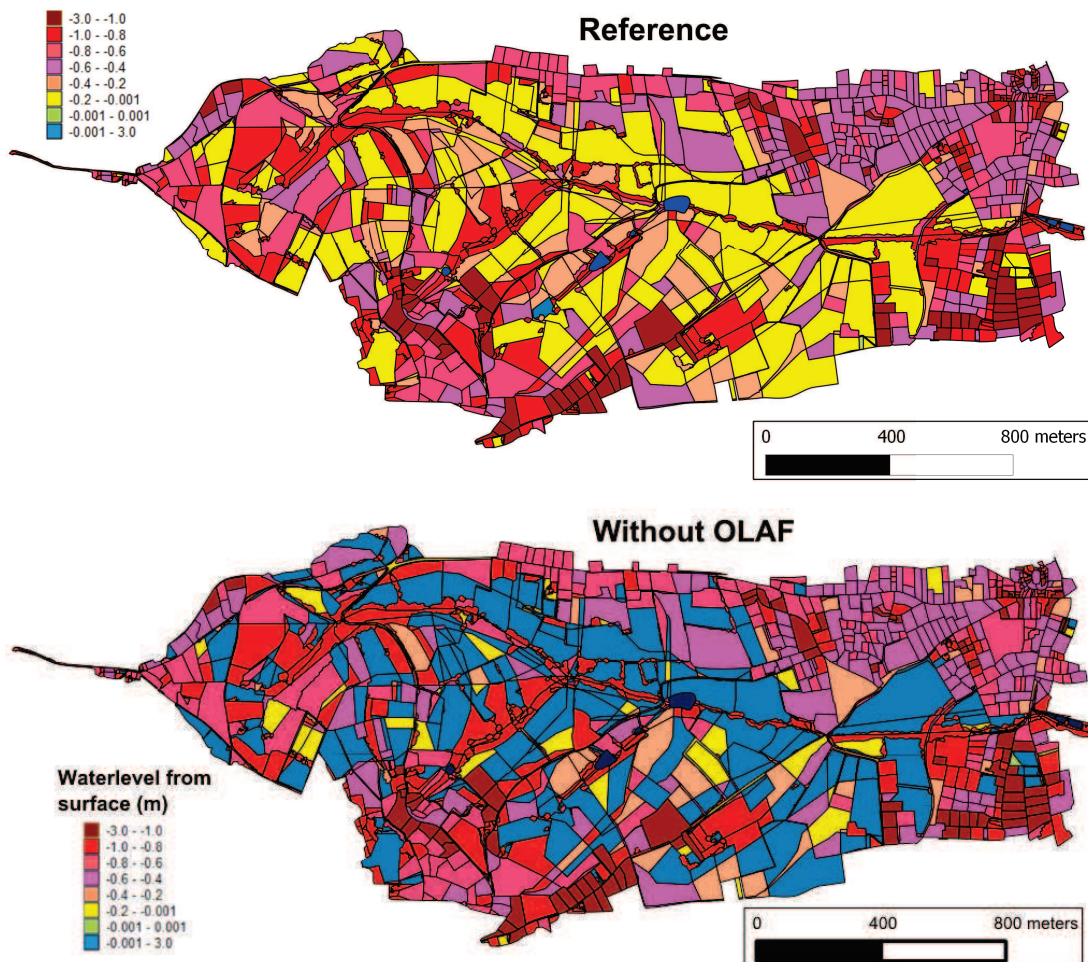 -3.0 - -1.0
-1.0 - -0.8
-0.8 - -0.6
-0.6 - -0.4
-0.4 - -0.2
-0.2 - -0.001
-0.001 - 0.001
-0.001 - 3.0
Reference
0 400 800 meters
Without OLAF
Waterlevel from
surface (m)
-3.0 - -1.0
-1.0 - -0.8
-0.8 - -0.6
-0.6 - -0.4
-0.4 - -0.2
-0.2 - -0.001
-0.001 - 0.001
-0.001 - 3.0
0 400 800 meters